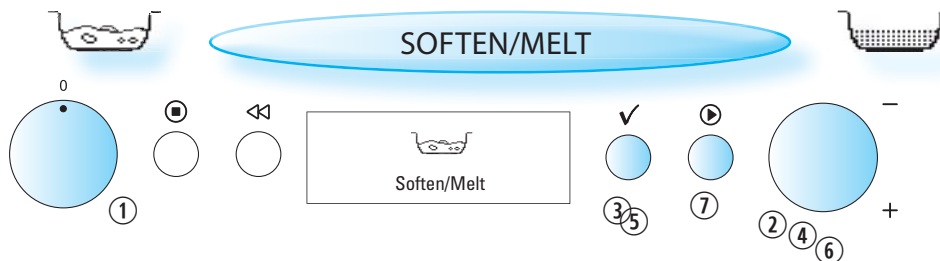 SOFTEN/MELT
0
− 
Soften/Melt
+
① ③ ⑤ ⑦ ② ④ ⑥